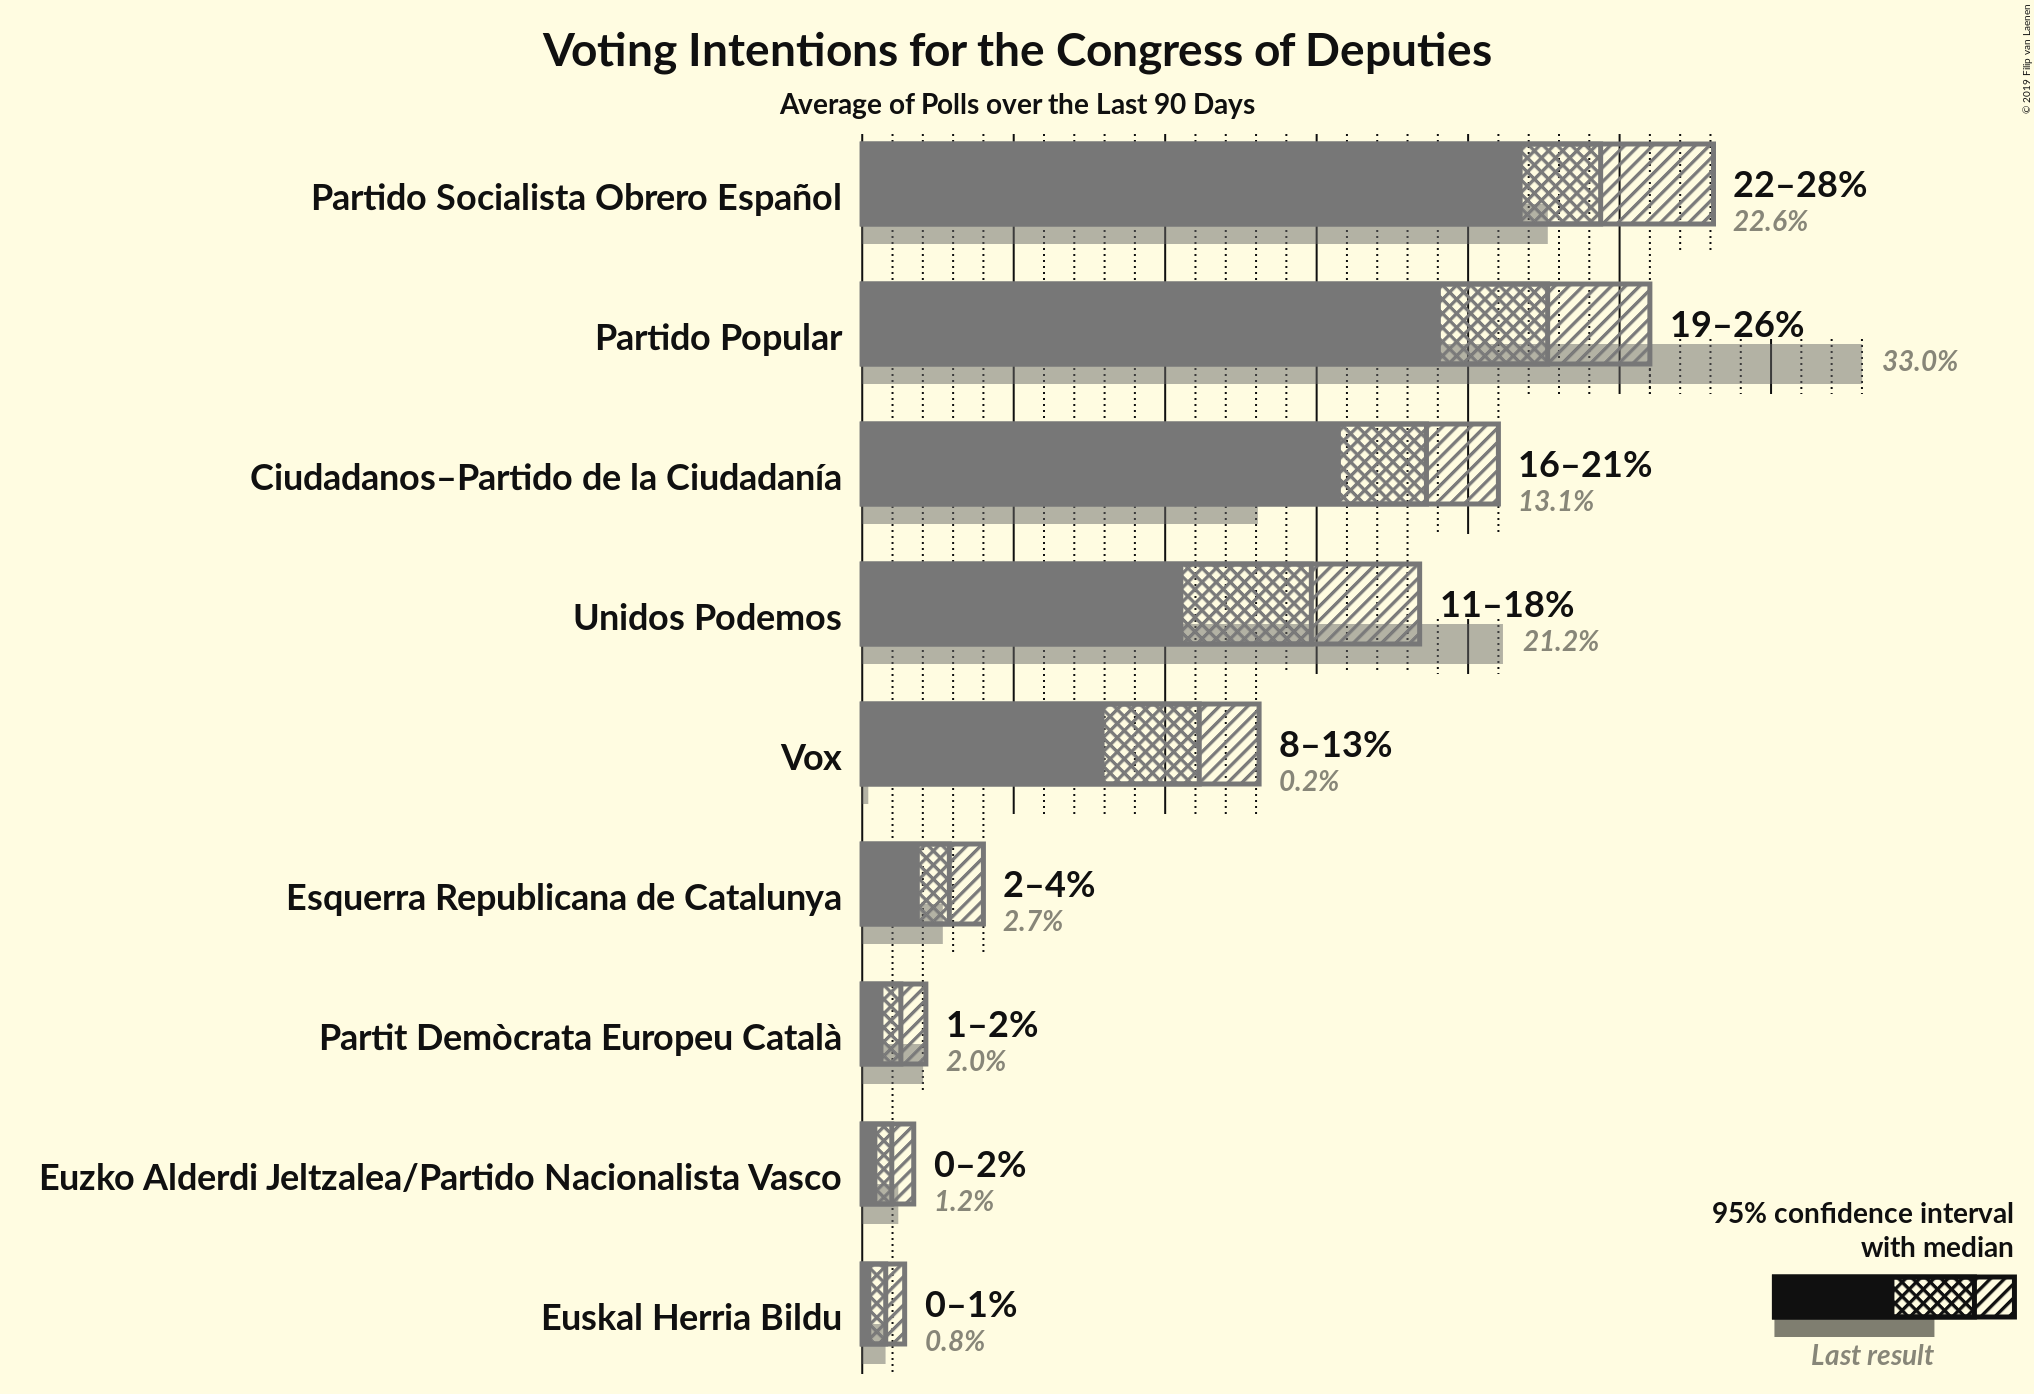 Voting Intentions for the Congress of Deputies
Average of Polls over the Last 90 Days
© 2019 Filip van Laenen
Partido Socialista Obrero Español
22–28%
22.6%
Partido Popular
19–26%
33.0%
Ciudadanos–Partido de la Ciudadanía
16–21%
13.1%
Unidos Podemos
11–18%
21.2%
Vox
8–13%
0.2%
Esquerra Republicana de Catalunya
2–4%
2.7%
Partit Demòcrata Europeu Català
1–2%
2.0%
Euzko Alderdi Jeltzalea/Partido Nacionalista Vasco
0–2%
1.2%
Euskal Herria Bildu
0–1%
0.8%
95% confidence interval
with median
Last result